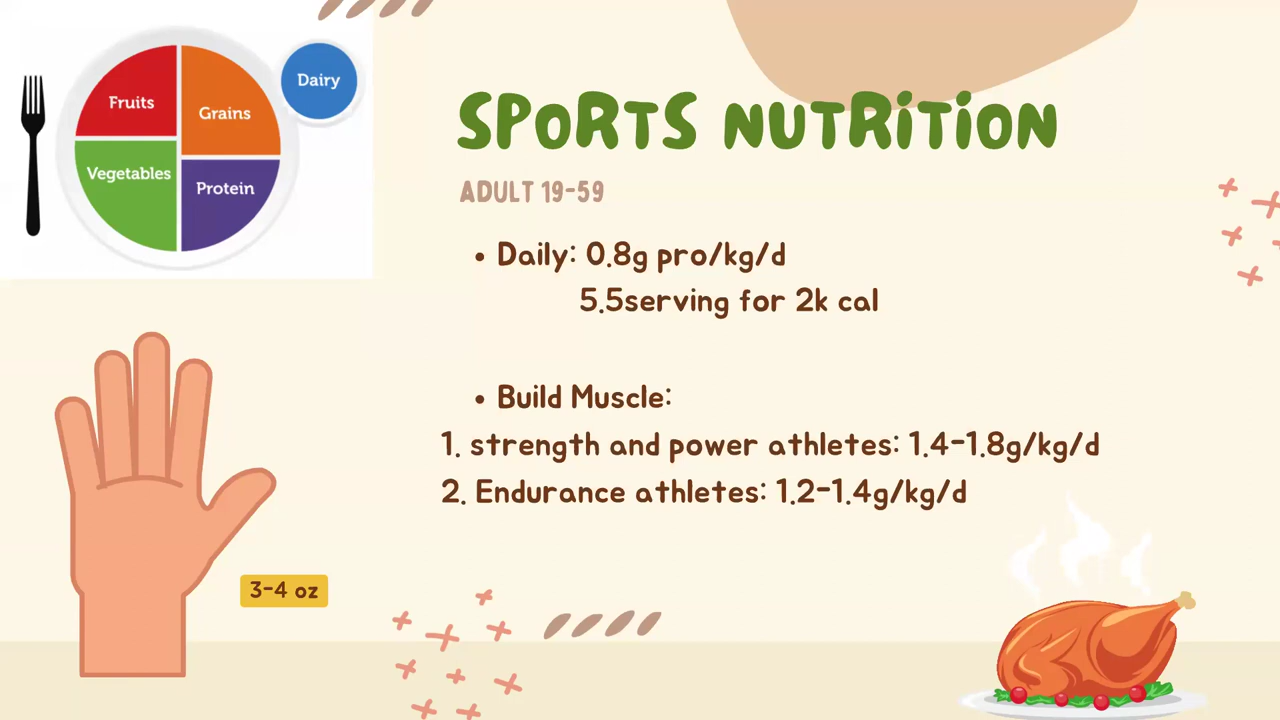 Fruits
Grains
Dairy
Vegetables
Protein
SPORTS NUTRITION
ADULT 19-59
• Daily: 0.8g pro/kg/d
5.5serving for 2k cal
• Build Muscle:
1. strength and power athletes: 1.4-1.8g/kg/d
2. Endurance athletes: 1.2-1.4g/kg/d
3-4 oz